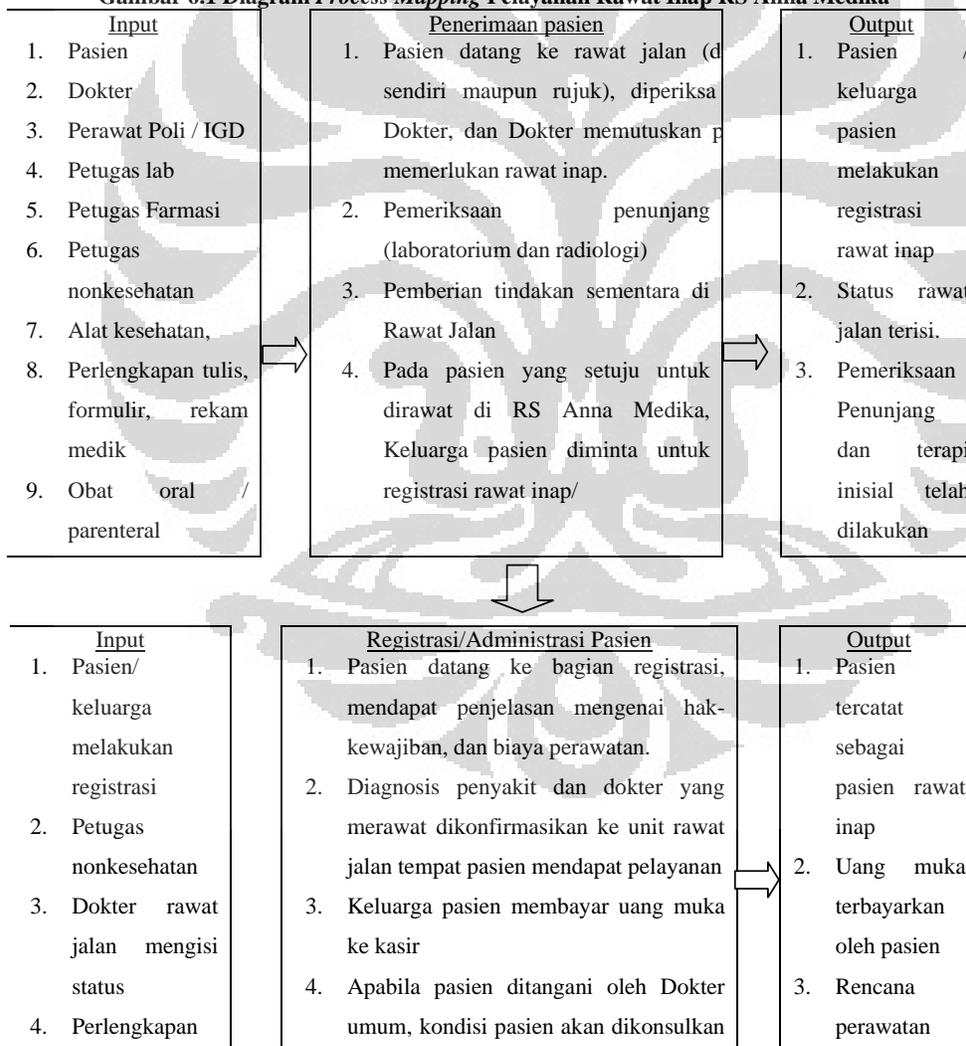 Gambar 6.1 Diagram Process Mapping Pelayanan Rawat Inap RS Anna Medika
Input
1. Pasien
2. Dokter
3. Perawat Poli / IGD
4. Petugas lab
5. Petugas Farmasi
6. Petugas
nonkesehatan
7. Alat kesehatan,
8. Perlengkapan tulis,
formulir, rekam
medik
9. Obat oral /
parenteral
Penerimaan pasien
1. Pasien datang ke rawat jalan (d
sendiri maupun rujuk), diperiksa
Dokter, dan Dokter memutuskan p
memerlukan rawat inap.
2. Pemeriksaan penunjang
(laboratorium dan radiologi)
3. Pemberian tindakan sementara di
Rawat Jalan
4. Pada pasien yang setuju untuk
dirawat di RS Anna Medika,
Keluarga pasien diminta untuk
registrasi rawat inap/
Output
1. Pasien /
keluarga
pasien
melakukan
registrasi
rawat inap
2. Status rawat
jalan terisi.
3. Pemeriksaan
Penunjang
dan terapi
inisial telah
dilakukan
Input
1. Pasien/
keluarga
melakukan
registrasi
2. Petugas
nonkesehatan
3. Dokter rawat
jalan mengisi
status
4. Perlengkapan
Registrasi/Administrasi Pasien
1. Pasien datang ke bagian registrasi,
mendapat penjelasan mengenai hak-
kewajiban, dan biaya perawatan.
2. Diagnosis penyakit dan dokter yang
merawat dikonfirmasikan ke unit rawat
jalan tempat pasien mendapat pelayanan
3. Keluarga pasien membayar uang muka
ke kasir
4. Apabila pasien ditangani oleh Dokter
umum, kondisi pasien akan dikonsulkan
Output
1. Pasien
tercatat
sebagai
pasien rawat
inap
2. Uang muka
terbayarkan
oleh pasien
3. Rencana
perawatan